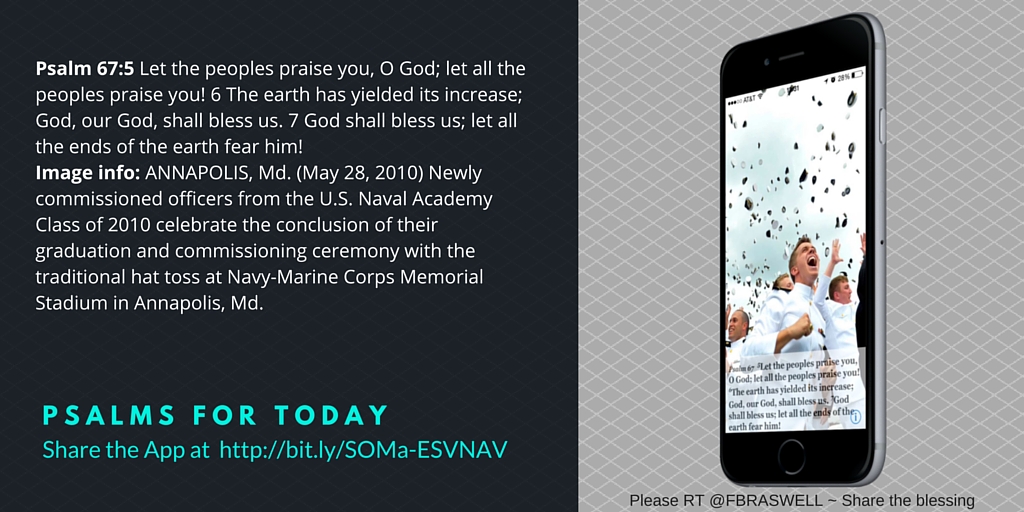 Psalm 67:5 Let the peoples praise you, O God; let all the
peoples praise you! 6 The earth has yielded its increase;
God, our God, shall bless us. 7 God shall bless us; let all
the ends of the earth fear him!
Image info: ANNAPOLIS, Md. (May 28, 2010) Newly
commissioned officers from the U.S. Naval Academy
Class of 2010 celebrate the conclusion of their
graduation and commissioning ceremony with the
traditional hat toss at Navy-Marine Corps Memorial
Stadium in Annapolis, Md.
PSALMS FOR TODAY
Share the App at http://bit.ly/SOMa-ESVNAV
AT&T 28%
Psalm 67 5Let the peoples praise you,
O God; let all the peoples praise you!
6The earth has yielded its increase;
God, our God, shall bless us. 7God
shall bless us; let all the ends of the
earth fear him!
Please RT @FBRASWELL ~ Share the blessing